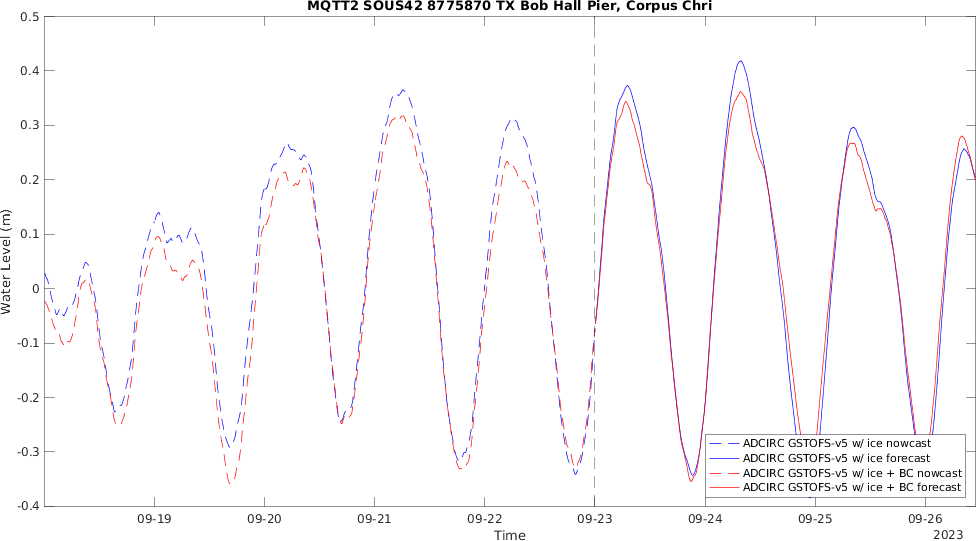 MQTT2 SOUS42 8775870 TX Bob Hall Pier, Corpus Chri
0.5
0.4
0.3
0.2
0.1
0
-0.1
-0.2
-0.3
-0.4
Water Level (m)
ADCIRC GSTOFS-v5 w/ ice nowcast
ADCIRC GSTOFS-v5 w/ ice forecast
ADCIRC GSTOFS-v5 w/ ice + BC nowcast
ADCIRC GSTOFS-v5 w/ ice + BC forecast
09-19 09-20 09-21 09-22 09-23 09-24 09-25 09-26
Time
2023